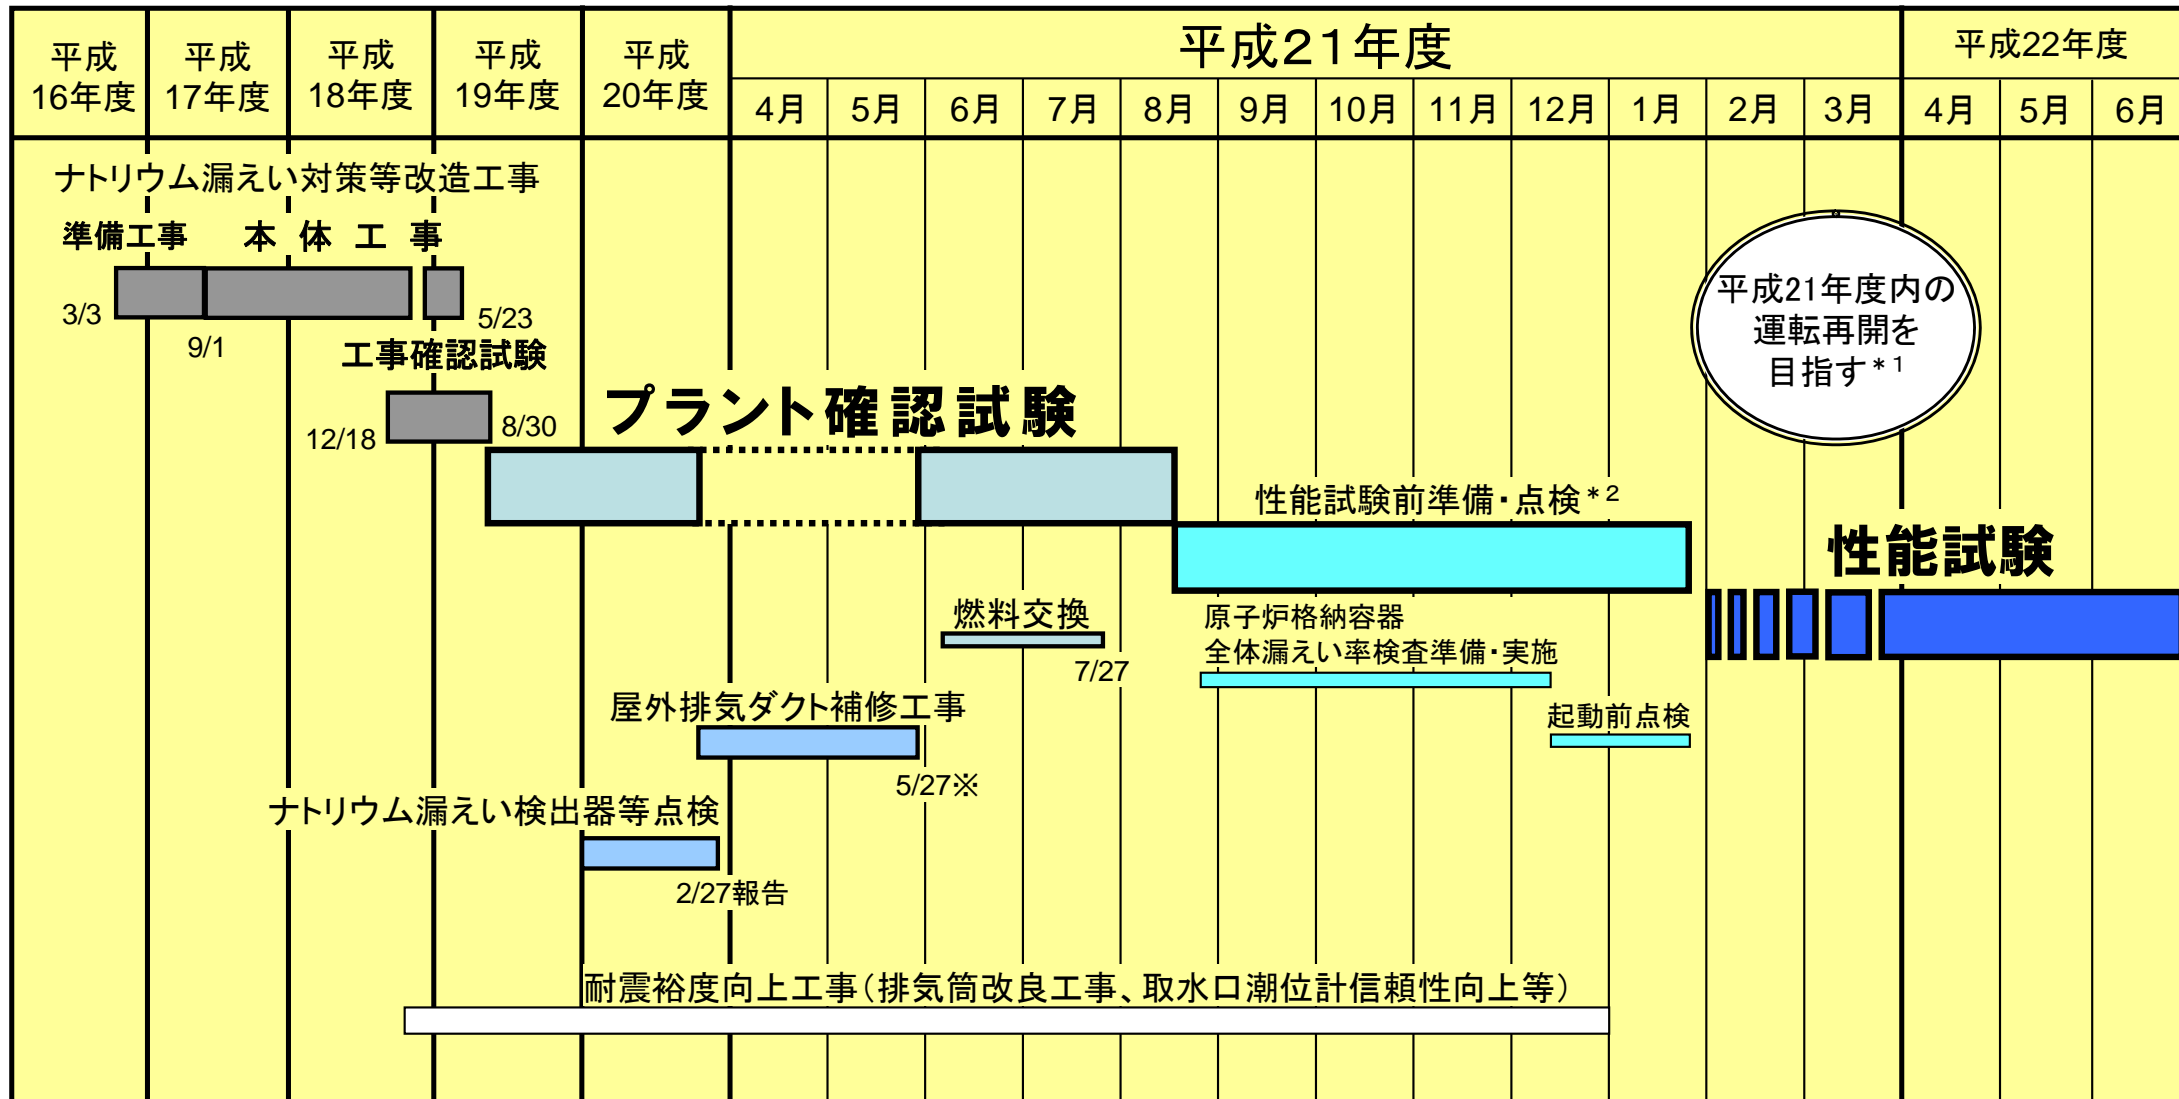 平成
16年度
平成
17年度
平成
18年度
平成
19年度
平成
20年度
平成21年度
平成22年度
4月 5月 6月 7月 8月 9月 10月 11月 12月 1月 2月 3月 4月 5月 6月
ナトリウム漏えい対策等改造工事
準備工事 本体工事
3/3
9/1
5/23
工事確認試験
12/18
8/30
プラント確認試験
平成21年度内の
運転再開を
目指す*1
性能試験前準備・点検*2
性能試験
燃料交換
7/27
原子炉格納容器
全体漏えい率検査準備・実施
起動前点検
屋外排気ダクト補修工事
5/27※
ナトリウム漏えい検出器等点検
2/27報告
耐震裕度向上工事(排気筒改良工事、取水口潮位計信頼性向上等)